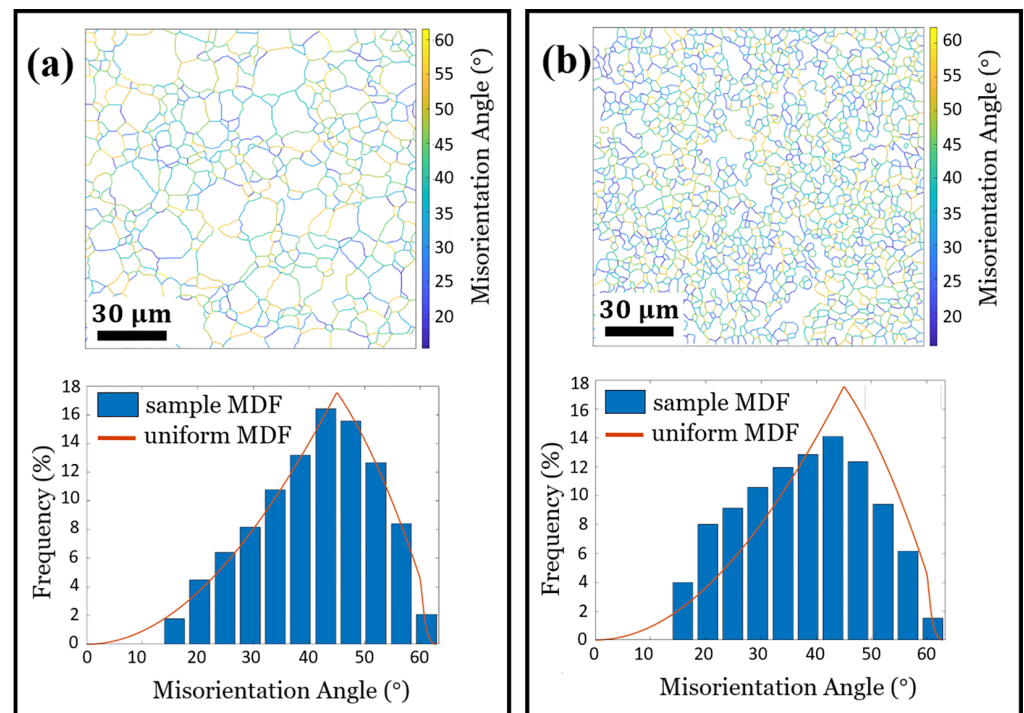 (a)
60
55
50
45
40
35
30
25
20
Misorientation Angle (°)
30 μm
18
16
14
12
10
8
6
4
2
0
Frequency (%)
sample MDF
uniform MDF
0 10 20 30 40 50 60
Misorientation Angle (°)
(b)
60
55
50
45
40
35
30
25
20
Misorientation Angle (°)
30 μm
18
16
14
12
10
8
6
4
2
0
Frequency (%)
sample MDF
uniform MDF
0 10 20 30 40 50 60
Misorientation Angle (°)